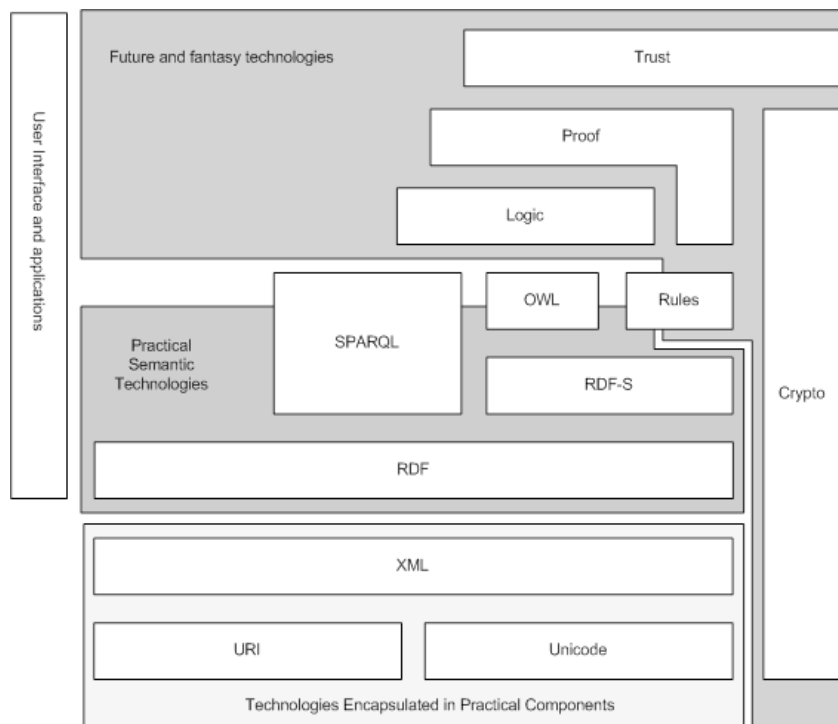 User Interface and applications
Future and fantasy technologies
Trust
Proof
Logic
SPARQL
OWL
Rules
Practical
Semantic
Technologies
RDF-S
Crypto
RDF
XML
URI
Unicode
Technologies Encapsulated in Practical Components